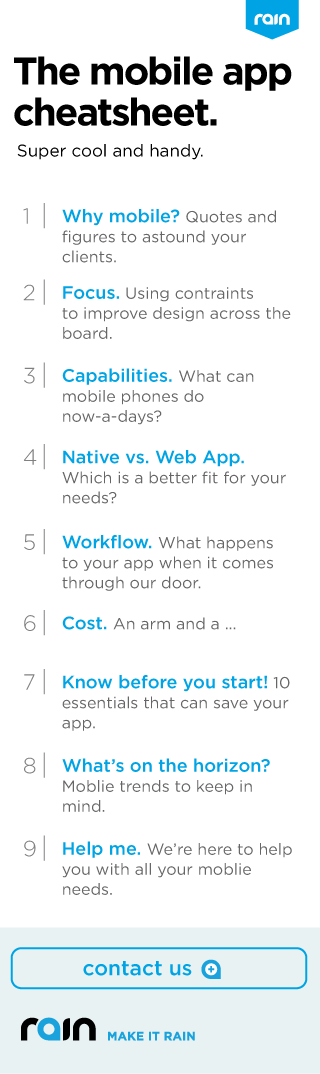 rain
The mobile app
cheatsheet.
Super cool and handy.
1 Why mobile? Quotes and
figures to astound your
clients.
2 Focus. Using contraints
to improve design across the
board.
3 Capabilities. What can
mobile phones do
now-a-days?
4 Native vs. Web App.
Which is a better fit for your
needs?
5 Workflow. What happens
to your app when it comes
through our door.
6 Cost. An arm and a ...
7 Know before you start! 10
essentials that can save your
app.
8 What's on the horizon?
Moblie trends to keep in
mind.
9 Help me. We're here to help
you with all your moblie
needs.
contact us
rain MAKE IT RAIN